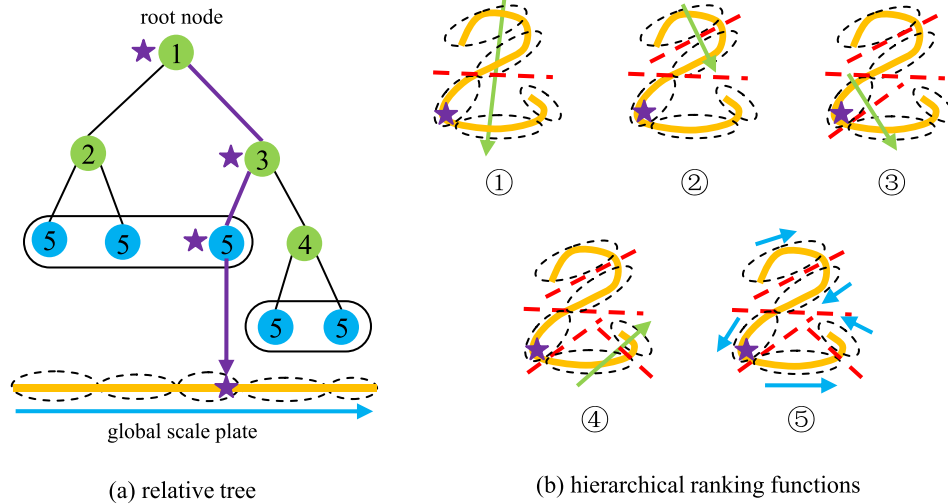 root node
1
2
3
5 5 5 4
5 5
global scale plate
(a) relative tree
① ② ③
④ ⑤
(b) hierarchical ranking functions